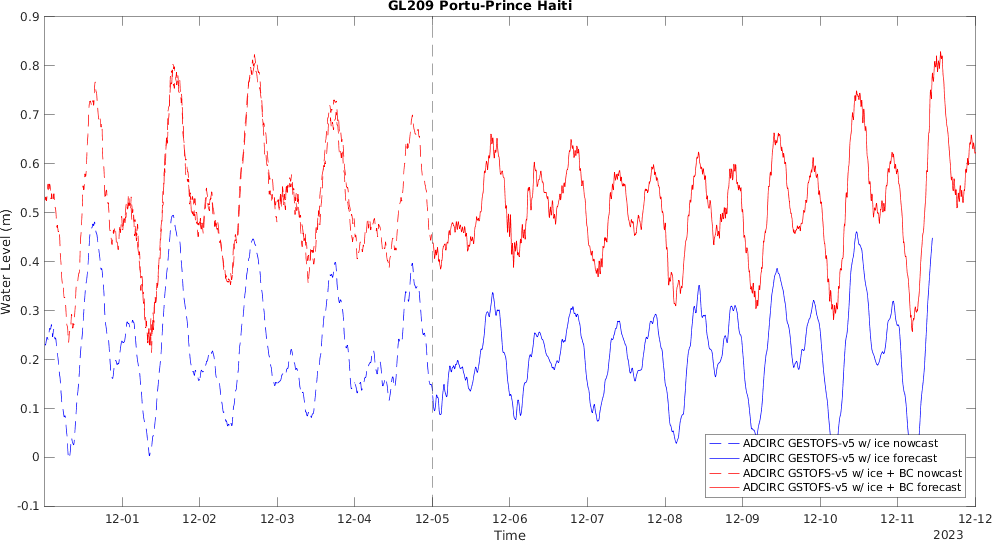 GL209 Portu-Prince Haiti
0.9
0.8
0.7
0.6
0.5
0.4
0.3
0.2
0.1
0
-0.1
Water Level (m)
ADCIRC GESTOFS-v5 w/ ice nowcast
ADCIRC GESTOFS-v5 w/ ice forecast
ADCIRC GSTOFS-v5 w/ ice + BC nowcast
ADCIRC GSTOFS-v5 w/ ice + BC forecast
12-01 12-02 12-03 12-04 12-05 12-06 12-07 12-08 12-09 12-10 12-11 12-12
Time
2023